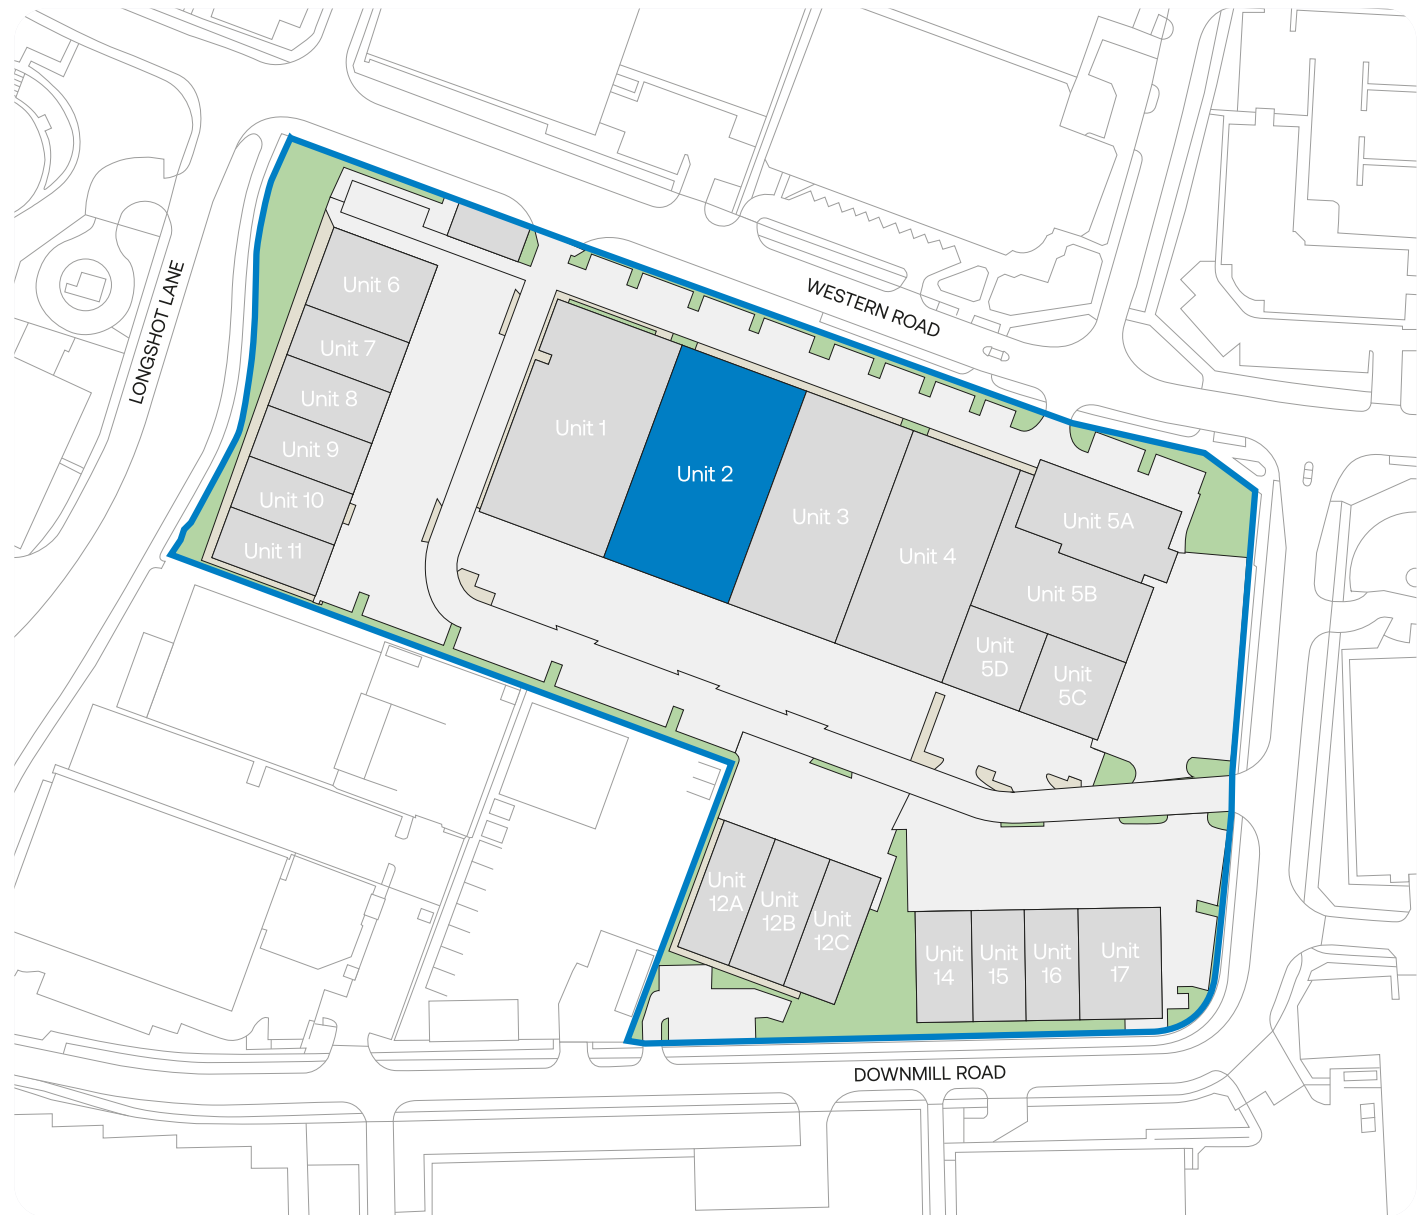 LONGSHOT LANE
WESTERN ROAD
Unit 6
Unit 7
Unit 8
Unit 9
Unit 10
Unit 11
Unit 1
Unit 2
Unit 3
Unit 4
Unit 5A
Unit 5B
Unit
5D
Unit
5C
Unit
12A
Unit
12B
Unit
12C
Unit
14
Unit
15
Unit
16
Unit
17
DOWNMILL ROAD